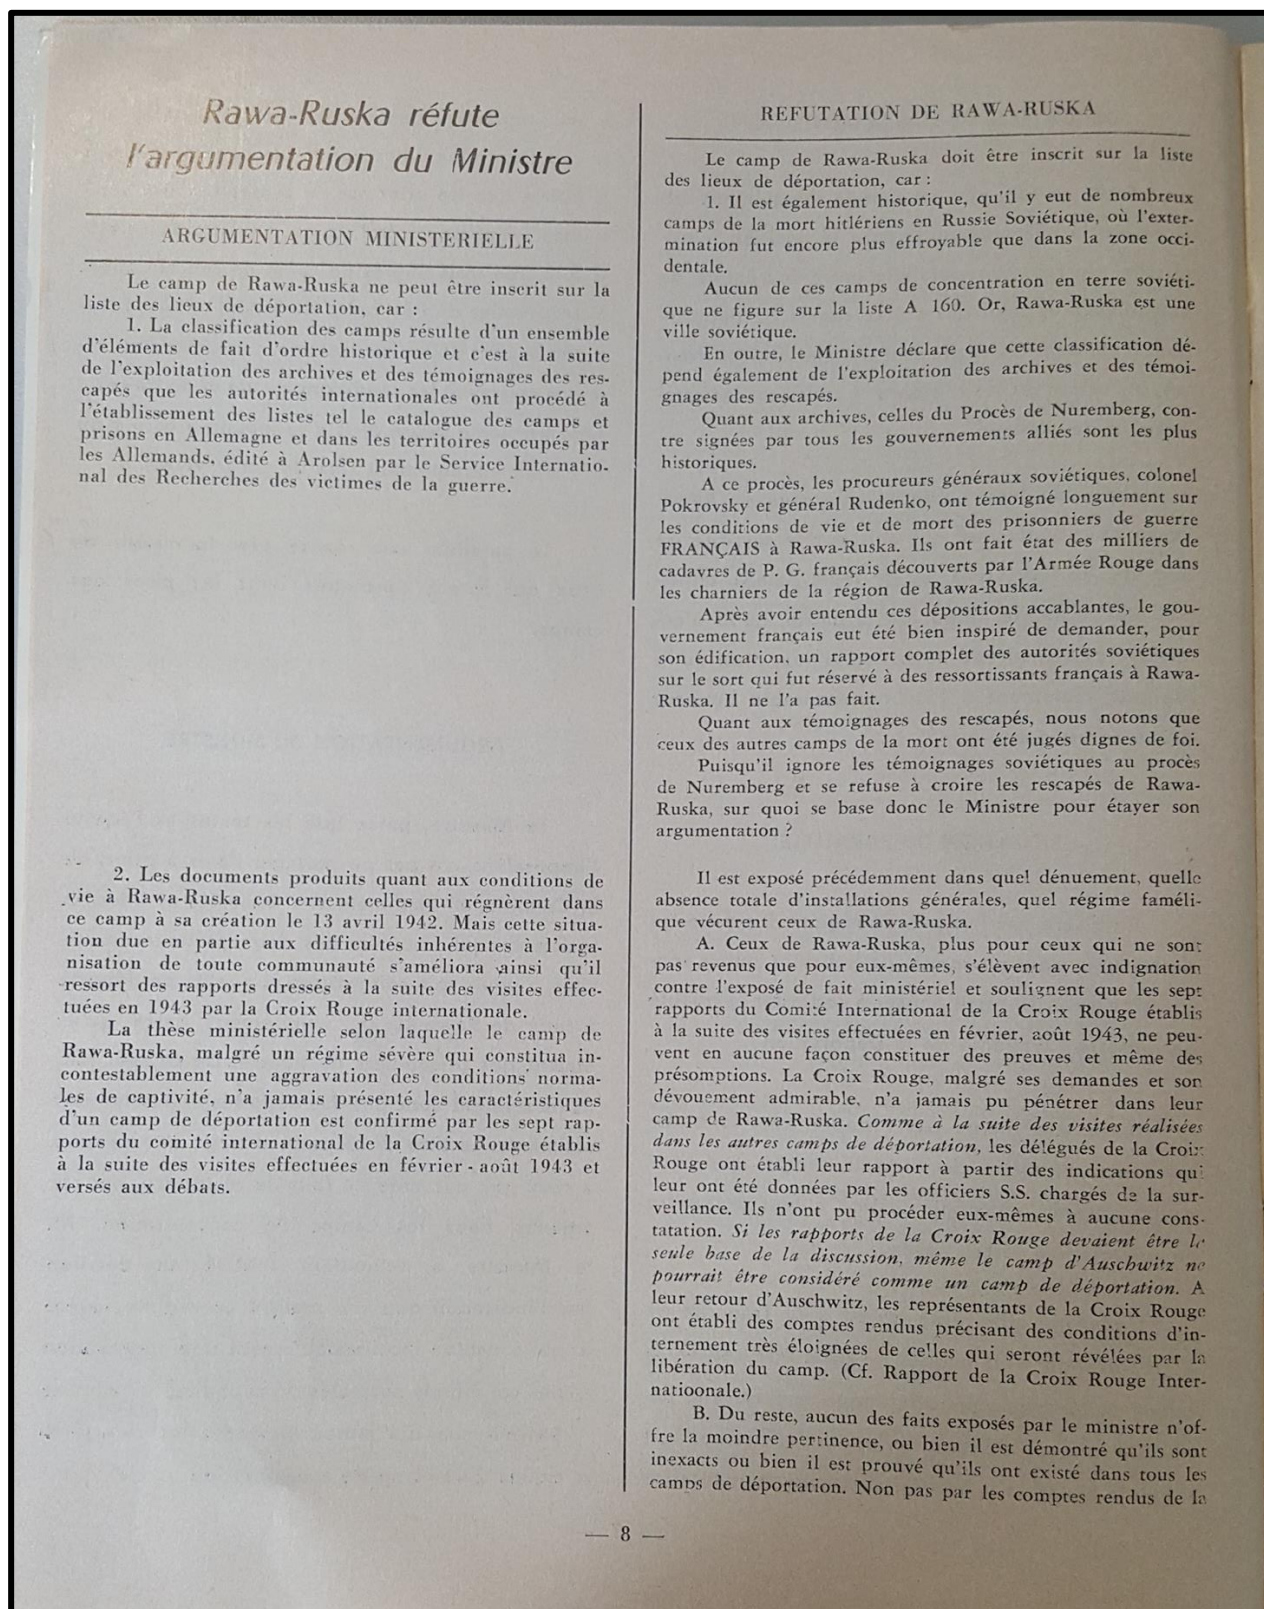 Rawa-Ruska réfute
l'argumentation du Ministre
ARGUMENTATION MINISTERIELLE
Le camp de Rawa-Ruska ne peut être inscrit sur la
liste des lieux de déportation, car :
1. La classification des camps résulte d'un ensemble
d'éléments de fait d'ordre historique et c'est à la suite
de l'exploitation des archives et des témoignages des res-
capés que les autorités internationales ont procédé à
l'établissement des listes tel le catalogue des camps et
prisons en Allemagne et dans les territoires occupés par
les Allemands, édité à Arolsen par le Service Internatio-
nal des Recherches des victimes de la guerre.
2. Les documents produits quant aux conditions de
vie à Rawa-Ruska concernent celles qui régnèrent dans
ce camp à sa création le 13 avril 1942. Mais cette situa-
tion due en partie aux difficultés inhérentes à l'orga-
nisation de toute communauté s'améliora ainsi qu'il
ressort des rapports dressés à la suite des visites effec-
tuées en 1943 par la Croix Rouge internationale.
La thèse ministérielle selon laquelle le camp de
Rawa-Ruska, malgré un régime sévère qui constitua in-
contestablement une aggravation des conditions norma-
les de captivité, n'a jamais présenté les caractéristiques
d'un camp de déportation est confirmé par les sept rap-
ports du comité international de la Croix Rouge établis
à la suite des visites effectuées en février - août 1943 et
versés aux débats.
REFUTATION DE RAWA-RUSKA
Le camp de Rawa-Ruska doit être inscrit sur la liste
des lieux de déportation, car :
1. Il est également historique, qu'il y eut de nombreux
camps de la mort hitlériens en Russie Soviétique, où l'exter-
mination fut encore plus effroyable que dans la zone occi-
dentale.
Aucun de ces camps de concentration en terre soviéti-
que ne figure sur la liste A 160. Or, Rawa-Ruska est une
ville soviétique.
En outre, le Ministre déclare que cette classification dé-
pend également de l'exploitation des archives et des témoi-
gnages des rescapés.
Quant aux archives, celles du Procès de Nuremberg, con-
tre signées par tous les gouvernements alliés sont les plus
historiques.
A ce procès, les procureurs généraux soviétiques, colonel
Pokrovsky et général Rudenko, ont témoigné longuement sur
les conditions de vie et de mort des prisonniers de guerre
FRANÇAIS à Rawa-Ruska. Ils ont fait état des milliers de
cadavres de P. G. français découverts par l'Armée Rouge dans
les charniers de la région de Rawa-Ruska.
Après avoir entendu ces dépositions accablantes, le gou-
vernement français eut été bien inspiré de demander, pour
son édification, un rapport complet des autorités soviétiques
sur le sort qui fut réservé à des ressortissants français à Rawa-
Ruska. Il ne l'a pas fait.
Quant aux témoignages des rescapés, nous notons que
ceux des autres camps de la mort ont été jugés dignes de foi.
Puisqu'il ignore les témoignages soviétiques au procès
de Nuremberg et se refuse à croire les rescapés de Rawa-
Ruska, sur quoi se base donc le Ministre pour étayer son
argumentation ?
Il est exposé précédemment dans quel dénuement, quelle
absence totale d'installations générales, quel régime faméli-
que vécurent ceux de Rawa-Ruska.
A. Ceux de Rawa-Ruska, plus pour ceux qui ne sont
pas revenus que pour eux-mêmes, s'élèvent avec indignation
contre l'exposé de fait ministériel et soulignent que les sept
rapports du Comité International de la Croix Rouge établis
à la suite des visites effectuées en février, août 1943, ne peu-
vent en aucune façon constituer des preuves et même des
présomptions. La Croix Rouge, malgré ses demandes et son
dévouement admirable, n'a jamais pu pénétrer dans leur
camp de Rawa-Ruska. Comme à la suite des visites réalisées
dans les autres camps de déportation, les délégués de la Croix
Rouge ont établi leur rapport à partir des indications qui
leur ont été données par les officiers S.S. chargés de la sur-
veillance. Ils n'ont pu procéder eux-mêmes à aucune cons-
tatation. Si les rapports de la Croix Rouge devaient être le
seule base de la discussion, même le camp d'Auschwitz ne
pourrait être considéré comme un camp de déportation. A
leur retour d'Auschwitz, les représentants de la Croix Rouge
ont établi des comptes rendus précisant des conditions d'in-
ternement très éloignées de celles qui seront révélées par la
libération du camp. (Cf. Rapport de la Croix Rouge Inter-
natioonale.)
B. Du reste, aucun des faits exposés par le ministre n'of-
fre la moindre pertinence, ou bien il est démontré qu'ils sont
inexacts ou bien il est prouvé qu'ils ont existé dans tous les
camps de déportation. Non pas par les comptes rendus de la
— 8 —